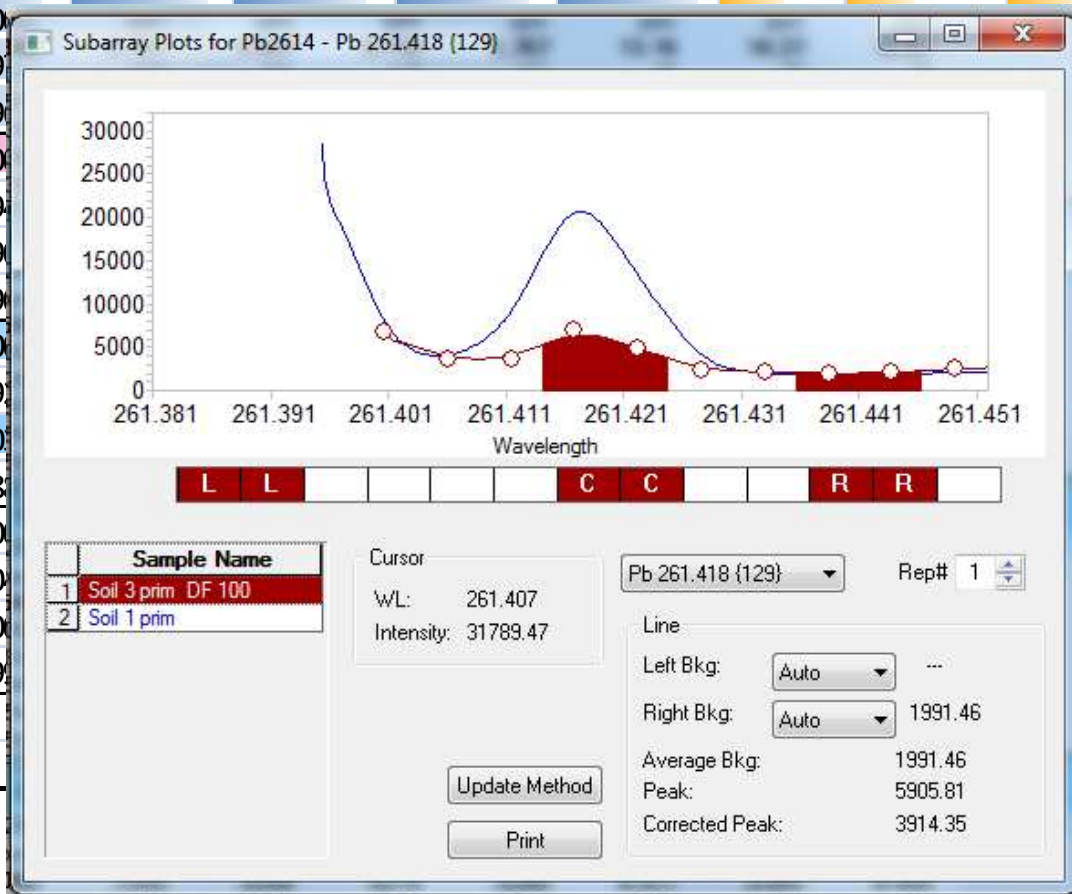 Subarray Plots for Pb2614 - Pb 261.418 {129}
30000
25000
20000
15000
10000
5000
0
261.381 261.391 261.401 261.411 261.421 261.431 261.441 261.451
Wavelength
L L C C R R
Sample Name
1 Soil 3 prim DF 100
2 Soil 1 prim
Cursor
WL: 261.407
Intensity: 31789.47
Pb 261.418 {129}
Rep# 1
Line
Left Bkg: Auto ---
Right Bkg: Auto 1991.46
Average Bkg: 1991.46
Peak: 5905.81
Corrected Peak: 3914.35
Update Method
Print